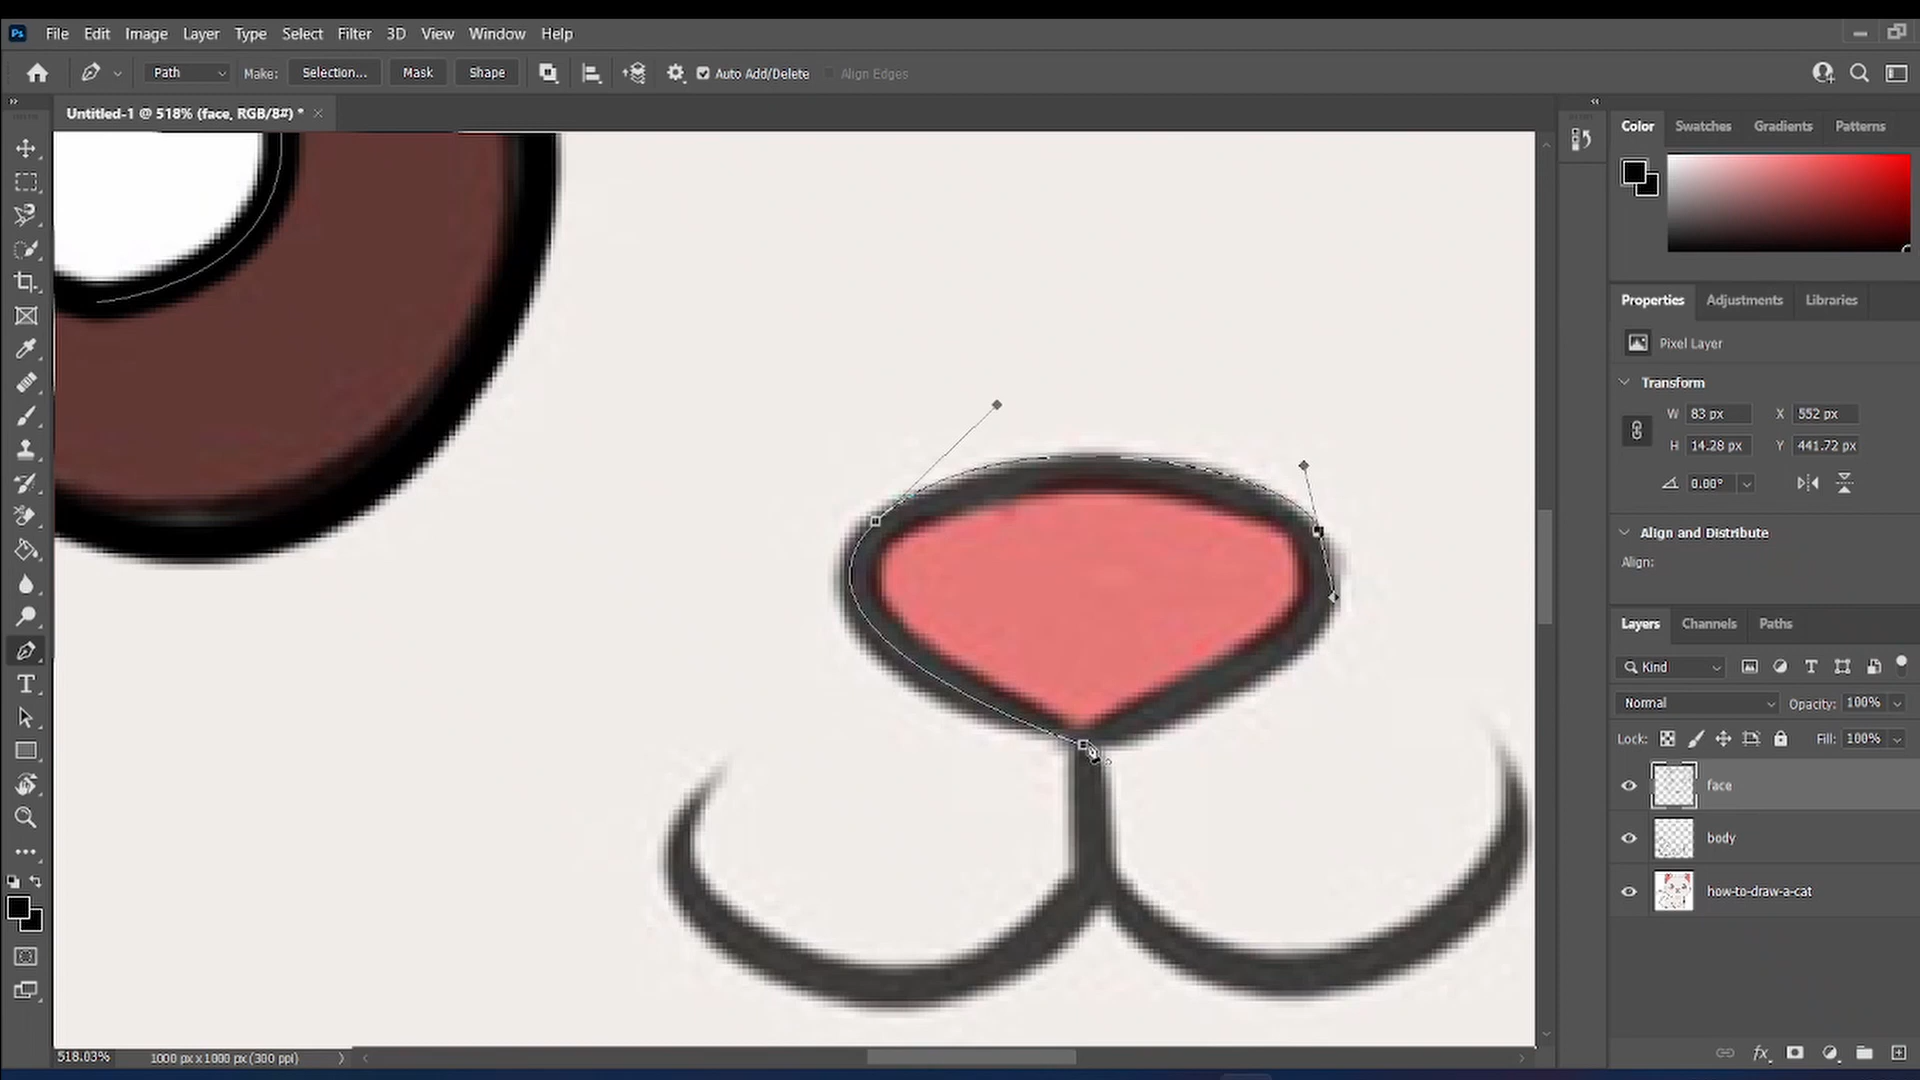 Ps File Edit Image Layer Type Select Filter 3D View Window Help
Path Make: Selection... Mask Shape Auto Add/Delete Align Edges
Untitled-1 @ 518% (face, RGB/8#) *
Color Swatches Gradients Patterns
Properties Adjustments Libraries
Pixel Layer
Transform
W 83 px X 552 px
H 14.28 px Y 441.72 px
0.00°
Align and Distribute
Align:
Layers Channels Paths
Kind
Normal Opacity: 100%
Lock: Fill: 100%
face
body
how-to-draw-a-cat
518.03% 1000 px x 1000 px (300 ppi)
fx